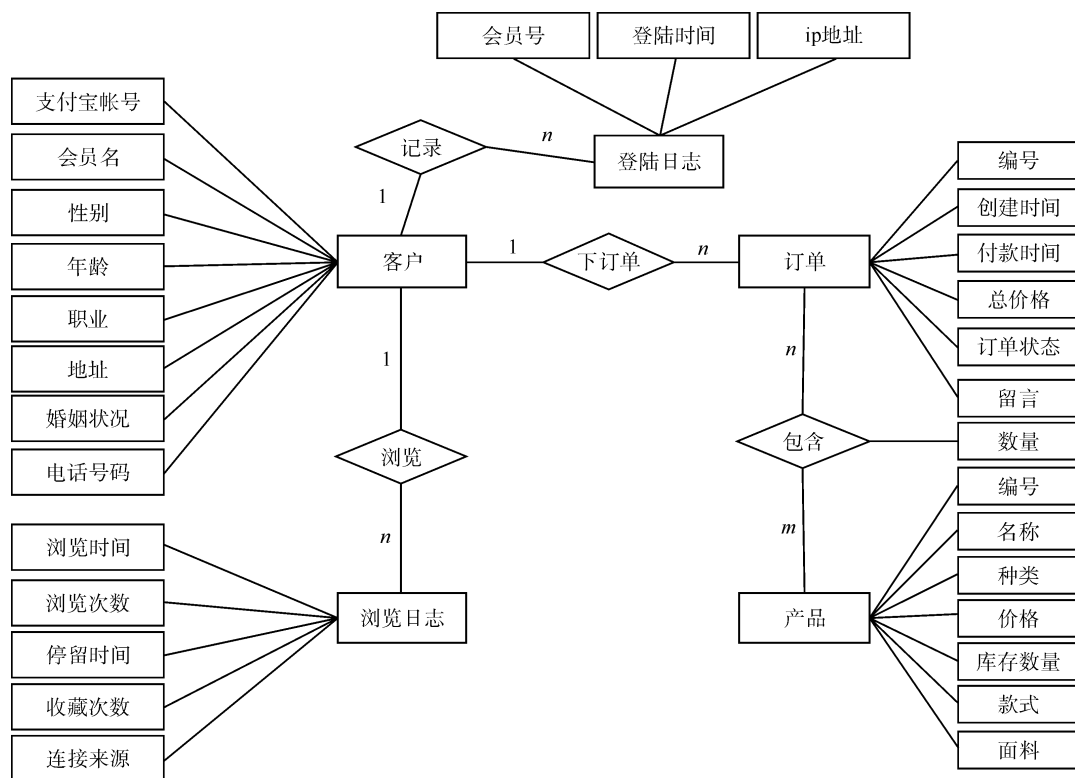 会员号
登陆时间
ip地址
支付宝帐号
会员名
性别
年龄
职业
地址
婚姻状况
电话号码
记录
n
登陆日志
1
客户
1
下订单
n
订单
编号
创建时间
付款时间
总价格
订单状态
留言
数量
1
浏览
n
浏览日志
n
包含
m
产品
浏览时间
浏览次数
停留时间
收藏次数
连接来源
编号
名称
种类
价格
库存数量
款式
面料